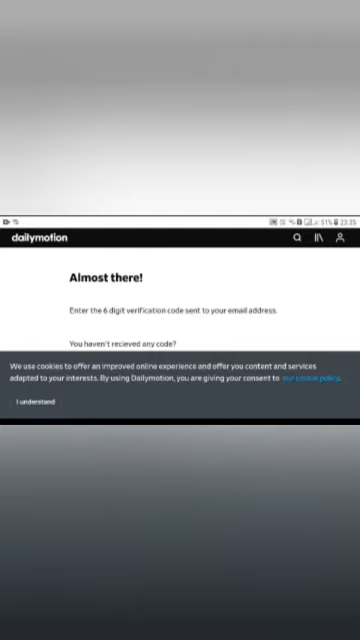 51% 23:35
dailymotion
Almost there!
Enter the 6 digit verification code sent to your email address.
You haven't recieved any code?
We use cookies to offer an improved online experience and offer you content and services
adapted to your interests. By using Dailymotion, you are giving your consent to our cookie policy.
I understand